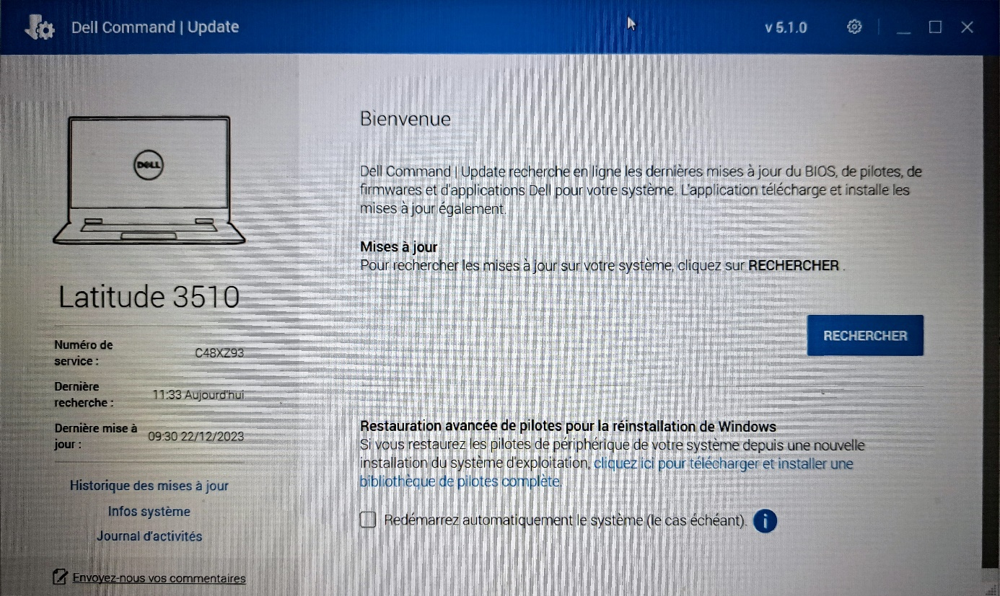 Dell Command | Update
v 5.1.0
DELL
Latitude 3510
Numéro de
service :
C48XZ93
Dernière
recherche :
11:33 Aujourd'hui
Dernière mise à
jour :
09:30 22/12/2023
Historique des mises à jour
Infos système
Journal d'activités
Envoyez-nous vos commentaires
Bienvenue
Dell Command | Update recherche en ligne les dernières mises à jour du BIOS, de pilotes, de
firmwares et d'applications Dell pour votre système. L'application télécharge et installe les
mises à jour également.
Mises à jour
Pour rechercher les mises à jour sur votre système, cliquez sur RECHERCHER .
RECHERCHER
Restauration avancée de pilotes pour la réinstallation de Windows
Si vous restaurez les pilotes de périphérique de votre système depuis une nouvelle
installation du système d'exploitation, cliquez ici pour télécharger et installer une
bibliothèque de pilotes complète.
Redémarrez automatiquement le système (le cas échéant).
i